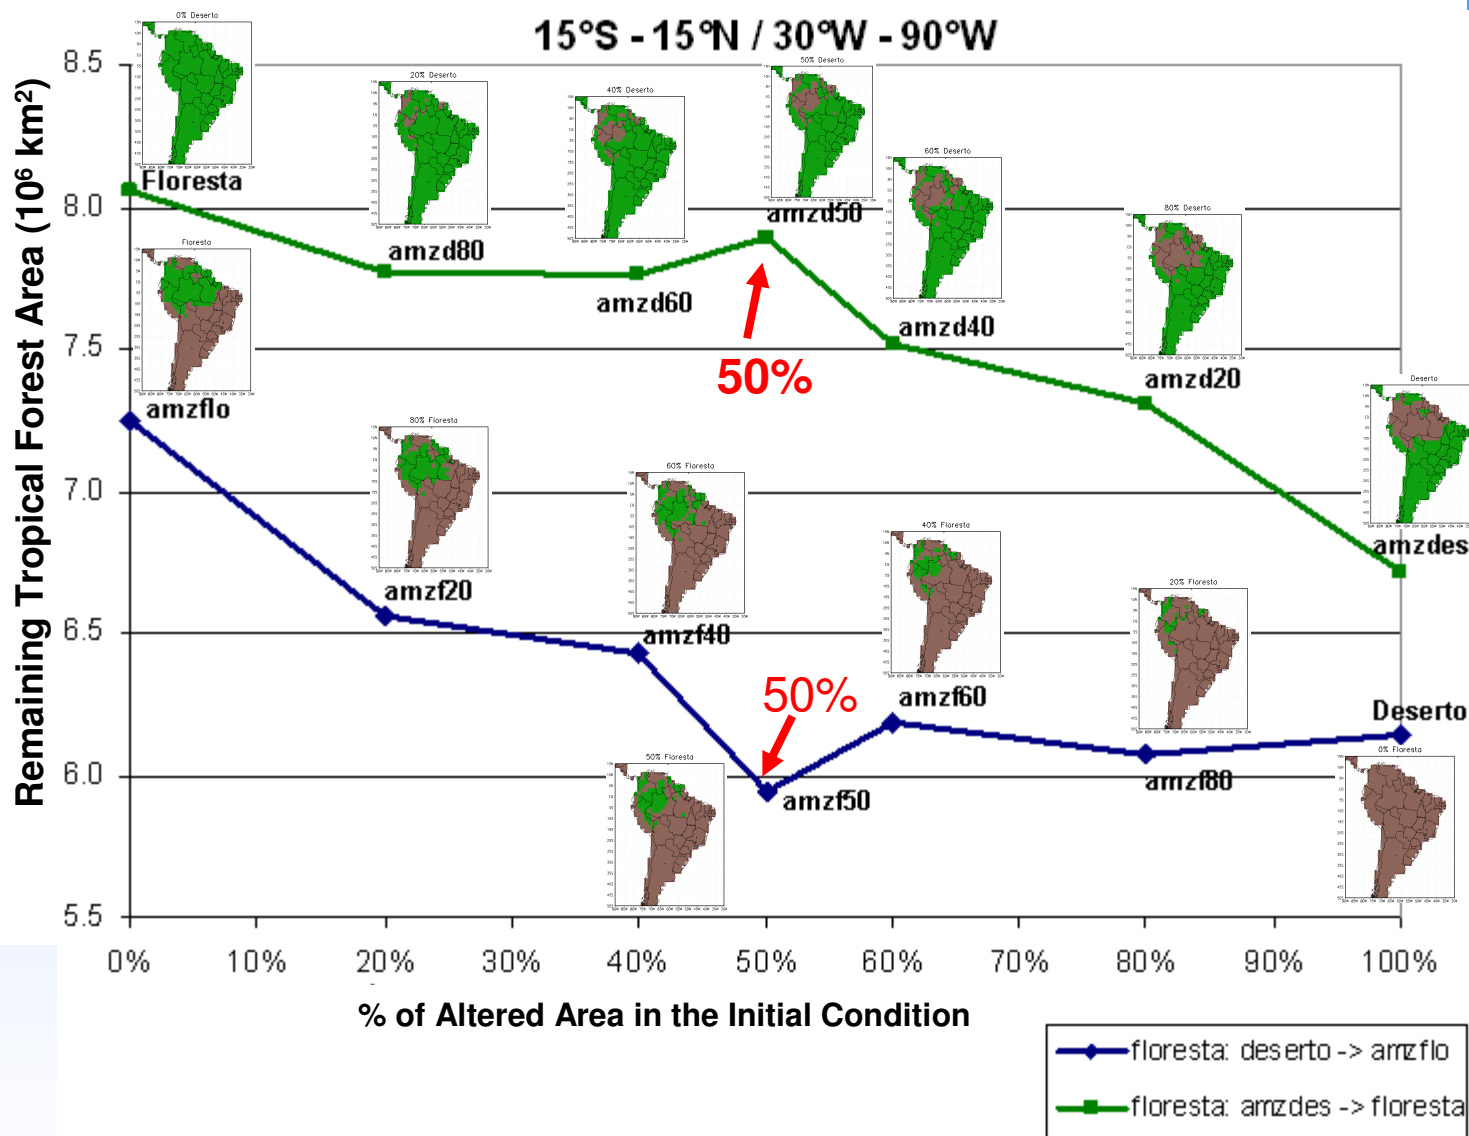 15°S - 15°N / 30°W - 90°W
Remaining Tropical Forest Area (10⁶ km²)
8.5
8.0
7.5
7.0
6.5
6.0
5.5
0% Deserto
Floresta
20% Deserto
amzd80
40% Deserto
amzd60
50% Deserto
amzd50
50%
60% Deserto
amzd40
80% Deserto
amzd20
Deserto
amzdes
Floresta
amzflo
80% Floresta
amzf20
60% Floresta
amzf40
50%
50% Floresta
amzf50
40% Floresta
amzf60
20% Floresta
amzf80
Deserto
0% Floresta
0% 10% 20% 30% 40% 50% 60% 70% 80% 90% 100%
% of Altered Area in the Initial Condition
floresta: deserto -> amzflo
floresta: amzdes -> floresta